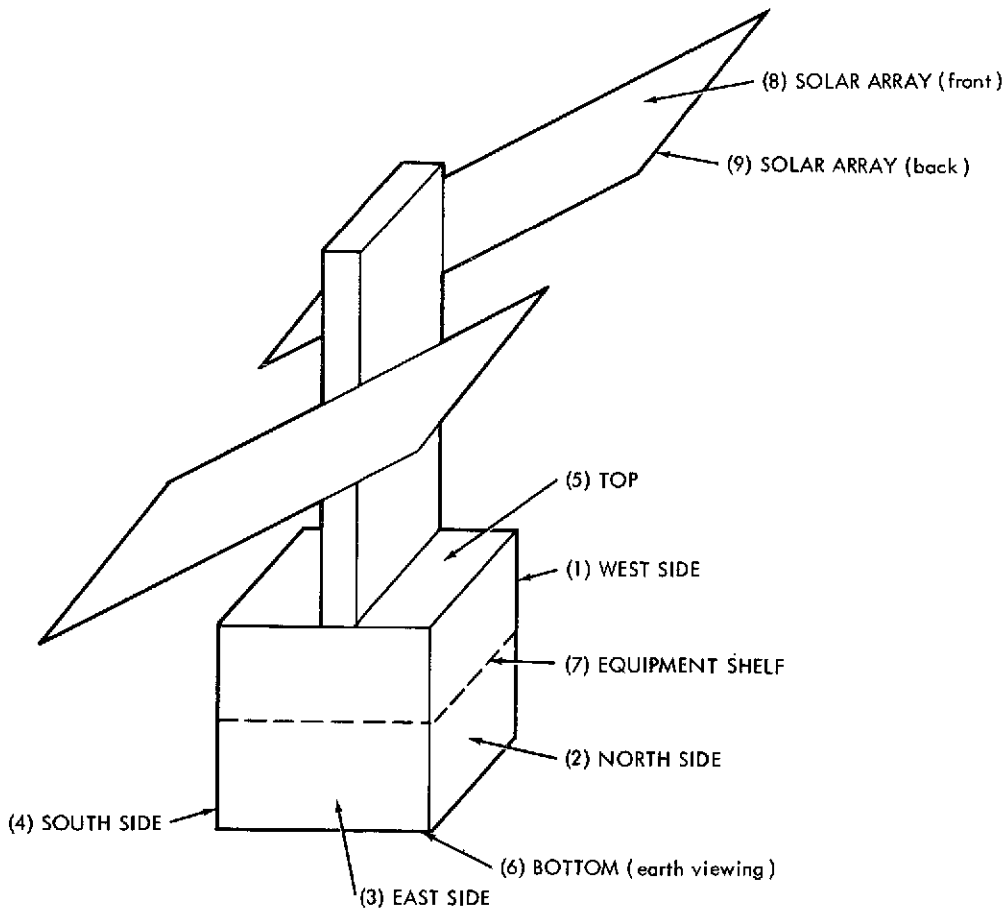 (8) SOLAR ARRAY (front)
(9) SOLAR ARRAY (back)
(5) TOP
(1) WEST SIDE
(7) EQUIPMENT SHELF
(2) NORTH SIDE
(4) SOUTH SIDE
(6) BOTTOM (earth viewing)
(3) EAST SIDE